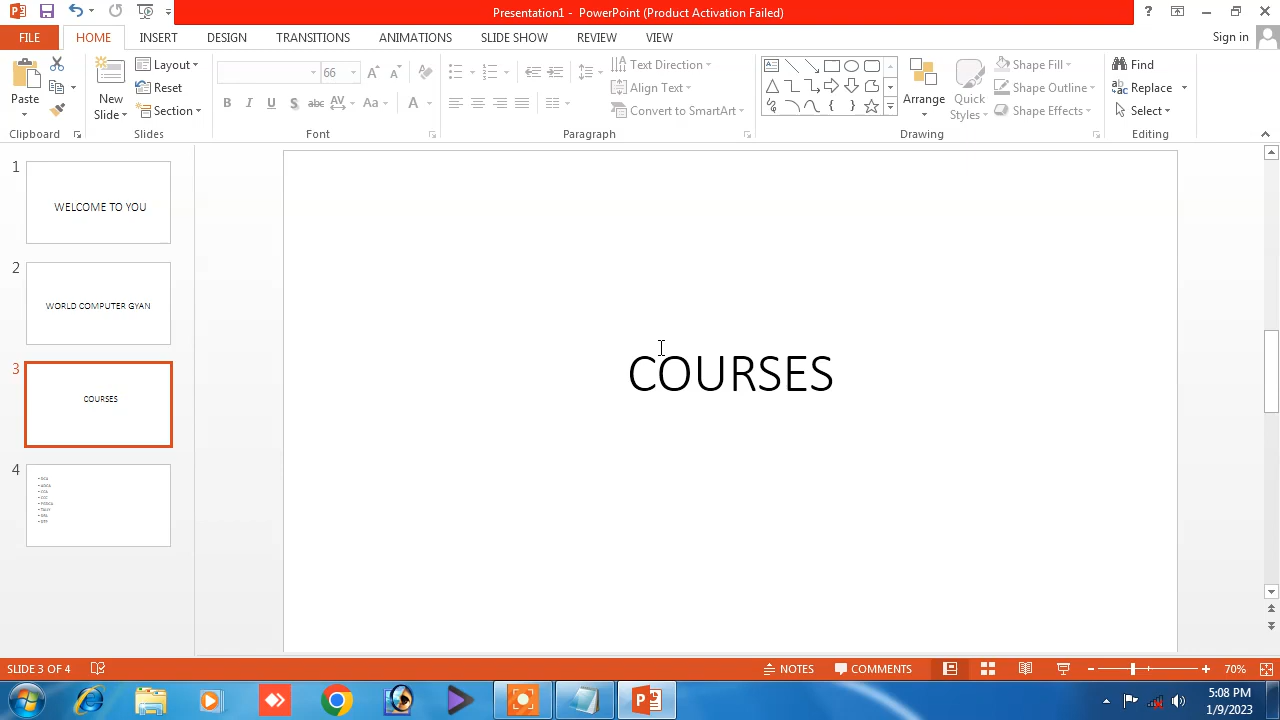 Presentation1 - PowerPoint (Product Activation Failed)
?
FILE HOME INSERT DESIGN TRANSITIONS ANIMATIONS SLIDE SHOW REVIEW VIEW Sign in
Paste
New Slide
Layout
Reset
Section
66
B I U S abc AV Aa A
Text Direction
Align Text
Convert to SmartArt
Arrange
Quick Styles
Shape Fill
Shape Outline
Shape Effects
Find
Replace
Select
Clipboard Slides Font Paragraph Drawing Editing
1
WELCOME TO YOU
2
WORLD COMPUTER GYAN
3
COURSES
4
COURSES
SLIDE 3 OF 4 NOTES COMMENTS 70%
5:08 PM
1/9/2023